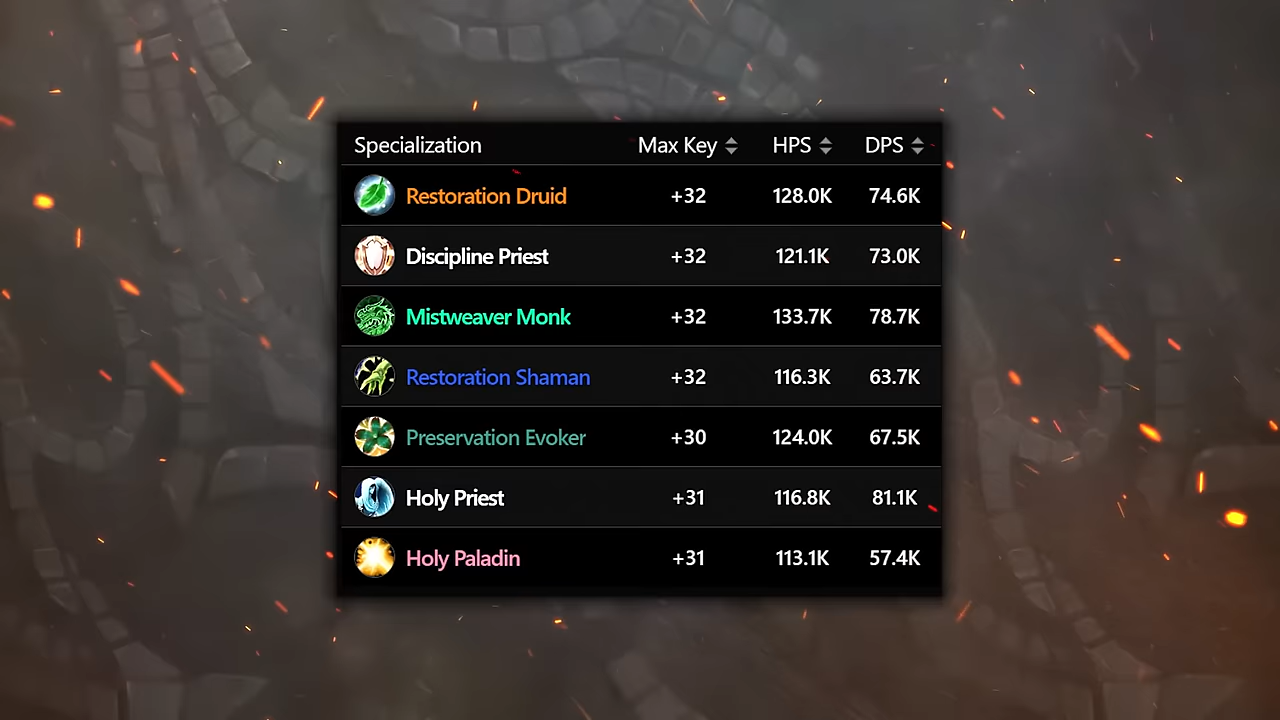 Specialization Max Key HPS DPS
Restoration Druid +32 128.0K 74.6K
Discipline Priest +32 121.1K 73.0K
Mistweaver Monk +32 133.7K 78.7K
Restoration Shaman +32 116.3K 63.7K
Preservation Evoker +30 124.0K 67.5K
Holy Priest +31 116.8K 81.1K
Holy Paladin +31 113.1K 57.4K